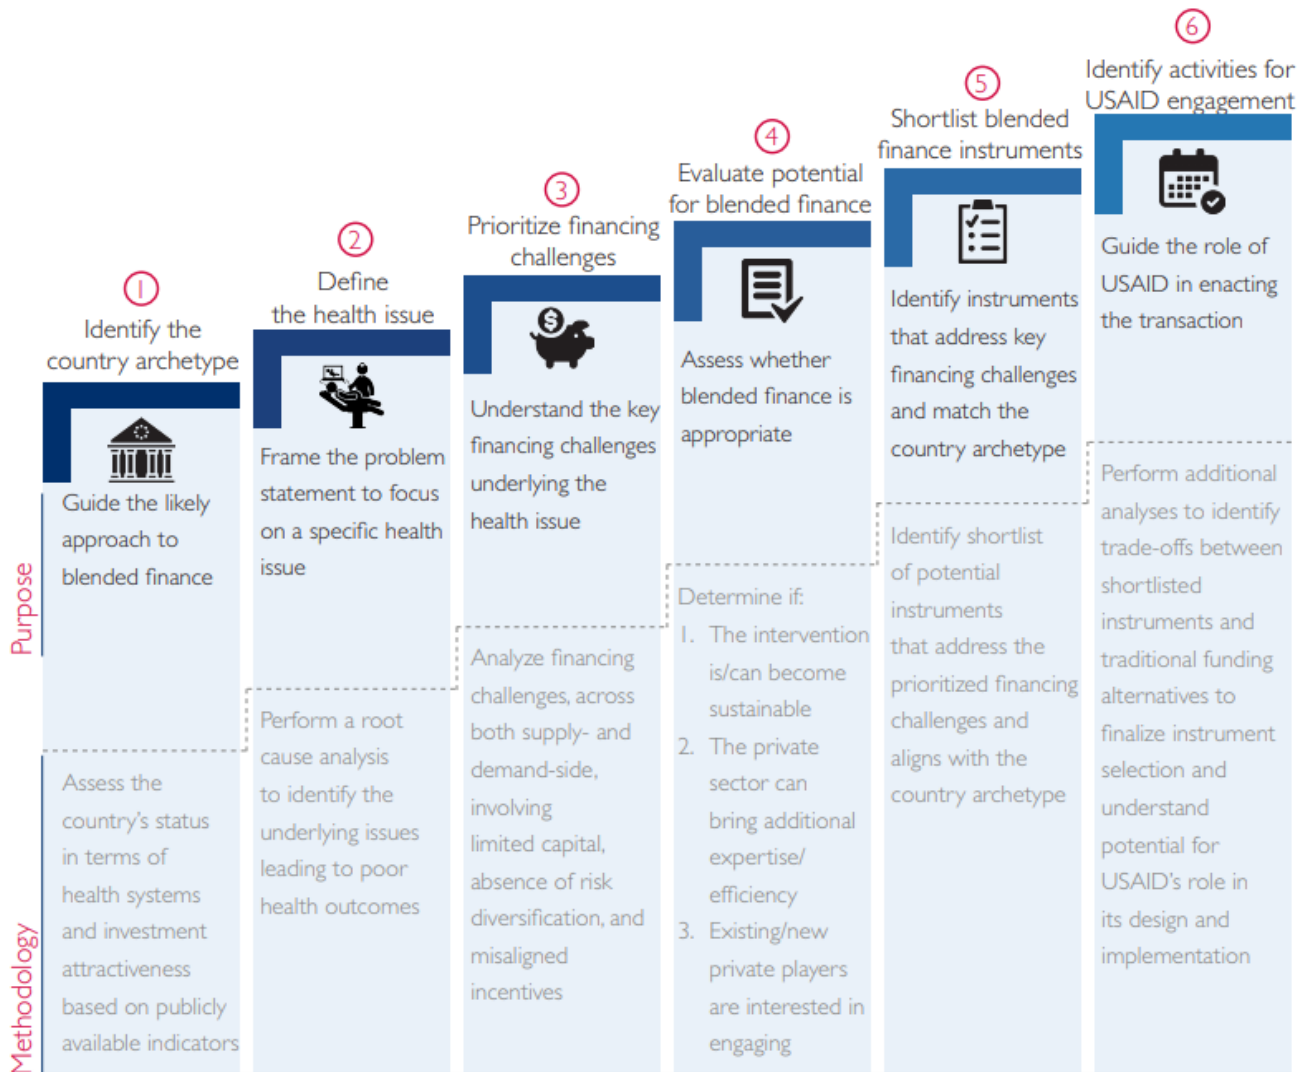 1
Identify the
country archetype
Guide the likely
approach to
blended finance
Assess the
country's status
in terms of
health systems
and investment
attractiveness
based on publicly
available indicators
2
Define
the health issue
Frame the problem
statement to focus
on a specific health
issue
Perform a root
cause analysis
to identify the
underlying issues
leading to poor
health outcomes
3
Prioritize financing
challenges
$
Understand the key
financing challenges
underlying the
health issue
Analyze financing
challenges, across
both supply- and
demand-side,
involving
limited capital,
absence of risk
diversification, and
misaligned
incentives
4
Evaluate potential
for blended finance
Assess whether
blended finance is
appropriate
Determine if:
1. The intervention
is/can become
sustainable
2. The private
sector can
bring additional
expertise/
efficiency
3. Existing/new
private players
are interested in
engaging
5
Shortlist blended
finance instruments
Identify instruments
that address key
financing challenges
and match the
country archetype
Identify shortlist
of potential
instruments
that address the
prioritized financing
challenges and
aligns with the
country archetype
6
Identify activities for
USAID engagement
Guide the role of
USAID in enacting
the transaction
Perform additional
analyses to identify
trade-offs between
shortlisted
instruments and
traditional funding
alternatives to
finalize instrument
selection and
understand
potential for
USAID's role in
its design and
implementation
Purpose
Methodology